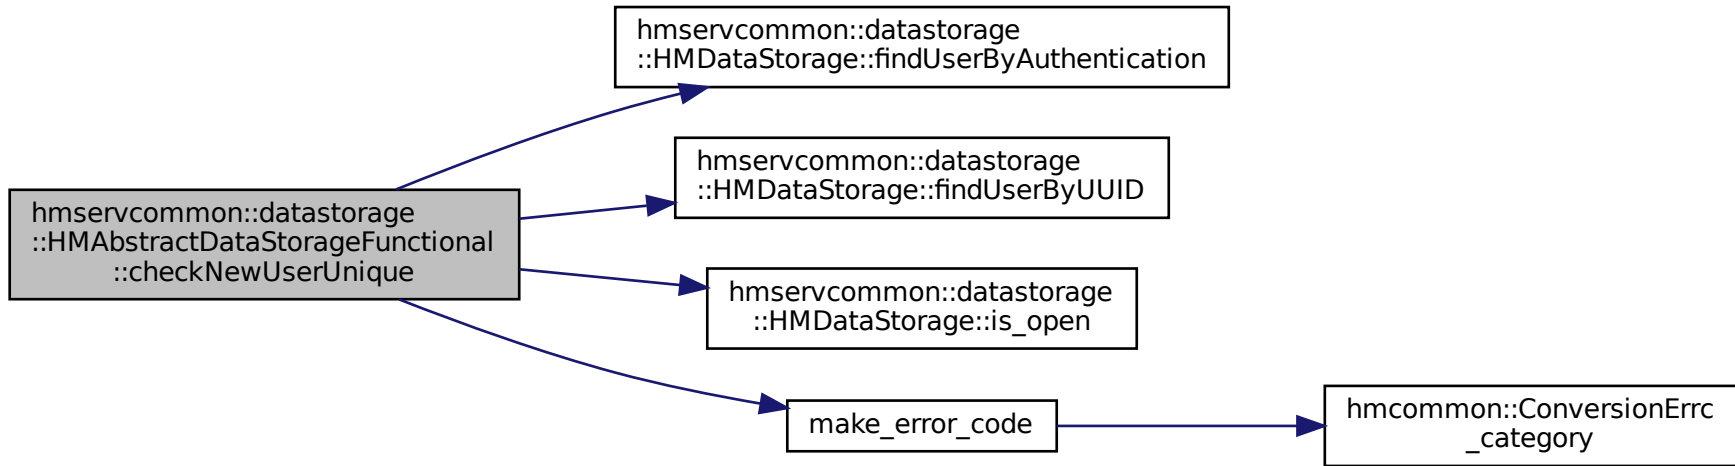 hmservcommon::datastorage
::HMDataStorage::findUserByAuthentication
hmservcommon::datastorage
::HMDataStorage::findUserByUUID
hmservcommon::datastorage
::HMAbstractDataStorageFunctional
::checkNewUserUnique
hmservcommon::datastorage
::HMDataStorage::is_open
make_error_code
hmcommon::ConversionErrc
_category